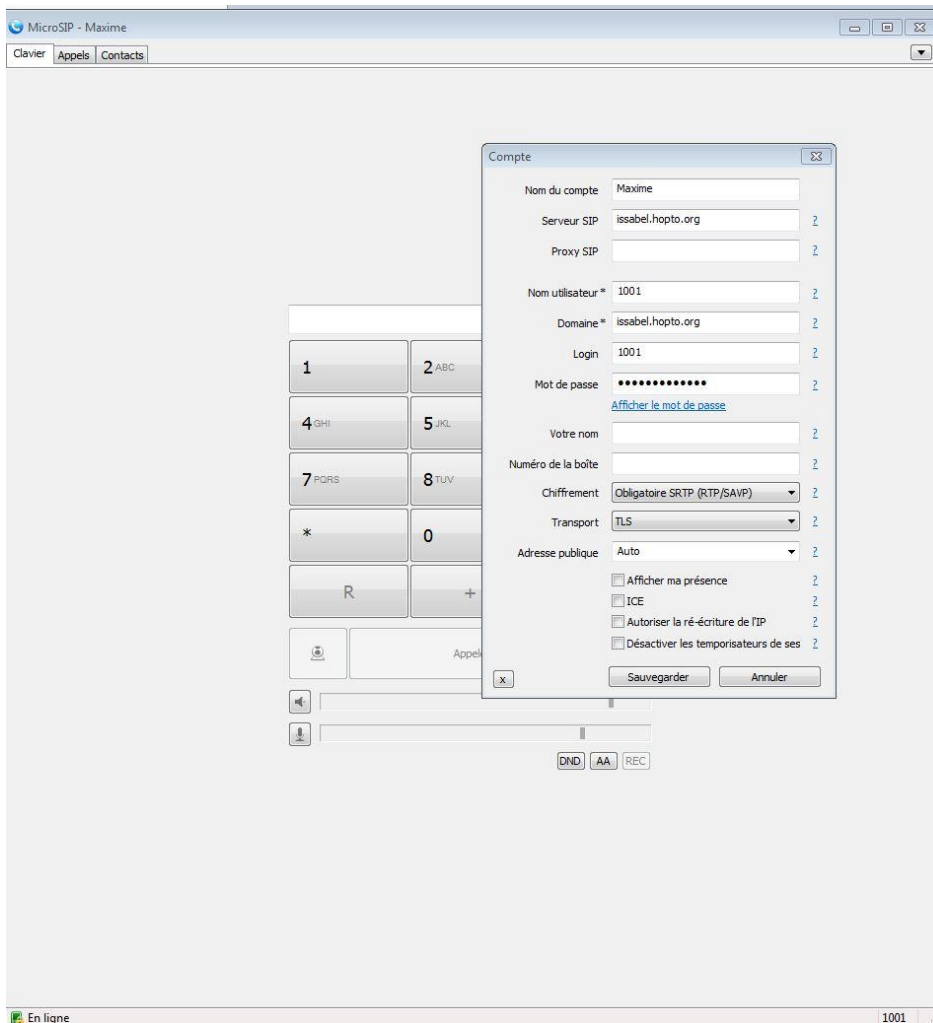 MicroSIP - Maxime
Clavier Appels Contacts
Compte
Nom du compte Maxime
Serveur SIP issabel.hopto.org ?
Proxy SIP ?
Nom utilisateur* 1001 ?
Domaine* issabel.hopto.org ?
Login 1001 ?
Mot de passe ••••••••••••• ?
Afficher le mot de passe
Votre nom ?
Numéro de la boîte ?
Chiffrement Obligatoire SRTP (RTP/SAVP) ?
Transport TLS ?
Adresse publique Auto ?
Afficher ma présence ?
ICE ?
Autoriser la ré-écriture de l'IP ?
Désactiver les temporisateurs de ses ?
x Sauvegarder Annuler
1 2 ABC
4 GHI 5 JKL
7 PQRS 8 TUV
* 0
R +
Appele
DND AA REC
En ligne 1001